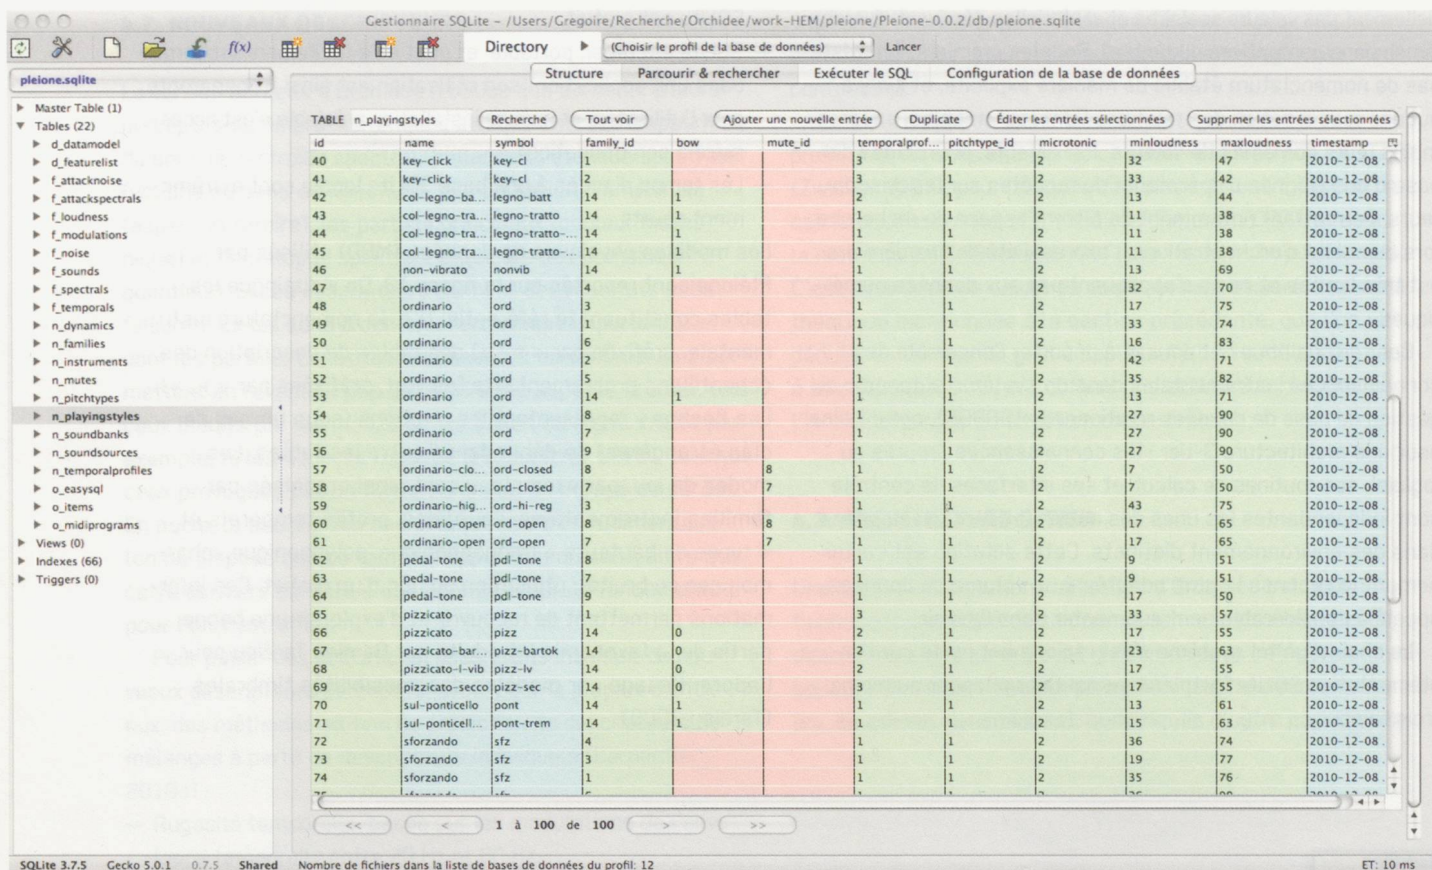 Gestionnaire SQLite – /Users/Gregoire/Recherche/Orchidee/work-HEM/pleione/Pleione-0.0.2/db/pleione.sqlite
f(x) Directory (Choisir le profil de la base de données) Lancer
pleione.sqlite
Structure Parcourir & rechercher Exécuter le SQL Configuration de la base de données
Master Table (1)
Tables (22)
d_datamodel
d_featurelist
f_attacknoise
f_attackspectrals
f_loudness
f_modulations
f_noise
f_sounds
f_spectrals
f_temporals
n_dynamics
n_families
n_instruments
n_mutes
n_pitchtypes
n_playingstyles
n_soundbanks
n_soundsources
n_temporalprofiles
o_easysql
o_items
o_midiprograms
Views (0)
Indexes (66)
Triggers (0)
TABLE n_playingstyles Recherche Tout voir Ajouter une nouvelle entrée Duplicate Éditer les entrées sélectionnées Supprimer les entrées sélectionnées
id name symbol family_id bow mute_id temporalprof... pitchtype_id microtonic minloudness maxloudness timestamp
40 key-click key-cl 6 3 1 2 32 47 2010-12-08...
41 key-click key-cl 2 3 1 2 33 42 2010-12-08...
42 col-legno-ba... legno-batt 14 1 2 1 2 13 44 2010-12-08...
43 col-legno-tra... legno-tratto 14 1 1 1 2 11 38 2010-12-08...
44 col-legno-tra... legno-tratto-... 14 1 1 1 2 11 38 2010-12-08...
45 col-legno-tra... legno-tratto-... 14 1 1 1 2 11 38 2010-12-08...
46 non-vibrato nonvib 14 1 1 1 2 13 69 2010-12-08...
47 ordinario ord 1 1 2 32 70 2010-12-08...
48 ordinario ord 3 1 1 2 17 75 2010-12-08...
49 ordinario ord 1 1 2 33 74 2010-12-08...
50 ordinario ord 6 1 1 2 16 83 2010-12-08...
51 ordinario ord 1 1 2 42 71 2010-12-08...
52 ordinario ord 5 1 1 2 35 82 2010-12-08...
53 ordinario ord 14 1 1 1 2 13 71 2010-12-08...
54 ordinario ord 8 1 1 2 27 90 2010-12-08...
55 ordinario ord 7 1 1 2 27 90 2010-12-08...
56 ordinario ord 9 1 1 2 27 90 2010-12-08...
57 ordinario-clo... ord-closed 8 8 1 1 2 7 50 2010-12-08...
58 ordinario-clo... ord-closed 7 7 1 1 2 7 50 2010-12-08...
59 ordinario-hig... ord-hi-reg 3 1 1 2 43 75 2010-12-08...
60 ordinario-open ord-open 8 8 1 1 2 17 65 2010-12-08...
61 ordinario-open ord-open 7 7 1 1 2 17 65 2010-12-08...
62 pedal-tone pdl-tone 8 1 1 2 9 51 2010-12-08...
63 pedal-tone pdl-tone 1 1 2 9 51 2010-12-08...
64 pedal-tone pdl-tone 1 1 2 17 50 2010-12-08...
65 pizzicato pizz 3 1 2 33 57 2010-12-08...
66 pizzicato pizz 14 0 2 1 2 17 55 2010-12-08...
67 pizzicato-bar... pizz-bartok 14 0 2 1 2 23 63 2010-12-08...
68 pizzicato-l-vib pizz-lv 14 0 2 1 2 17 55 2010-12-08...
69 pizzicato-secco pizz-sec 14 0 3 1 2 17 55 2010-12-08...
70 sul-ponticello pont 14 1 1 1 2 13 61 2010-12-08...
71 sul-ponticell... pont-trem 14 1 1 1 2 15 63 2010-12-08...
72 sforzando sfz 4 1 1 2 36 74 2010-12-08...
73 sforzando sfz 1 1 2 19 77 2010-12-08...
74 sforzando sfz 1 1 1 2 35 76 2010-12-08...
<< < 1 à 100 de 100 > >>
SQLite 3.7.5 Gecko 5.0.1 0.7.5 Shared Nombre de fichiers dans la liste de bases de données du profil: 12 ET: 10 ms